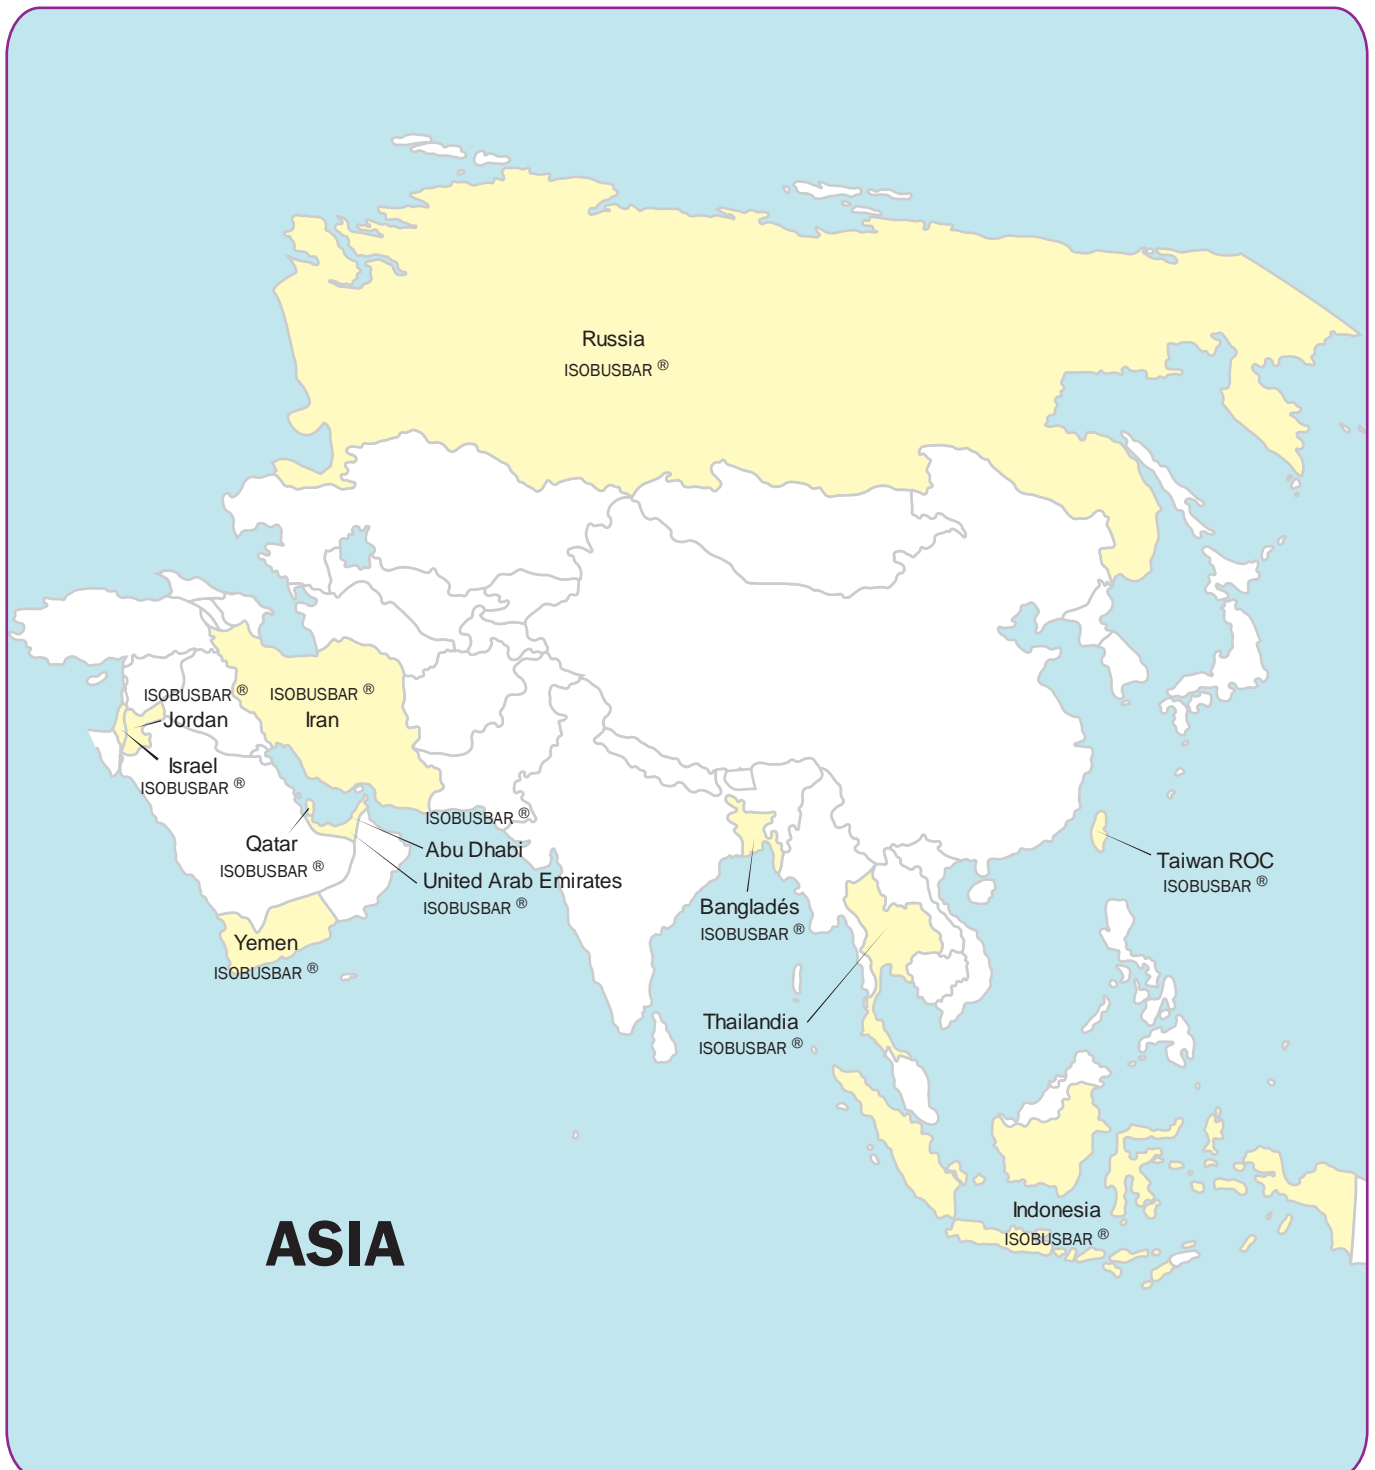 Russia
ISOBUSBAR ®
ISOBUSBAR ®
Jordan
ISOBUSBAR ®
Iran
Israel
ISOBUSBAR ®
Qatar
ISOBUSBAR ®
ISOBUSBAR ®
Abu Dhabi
United Arab Emirates
ISOBUSBAR ®
Yemen
ISOBUSBAR ®
Bangladés
ISOBUSBAR ®
Taiwan ROC
ISOBUSBAR ®
Thailandia
ISOBUSBAR ®
Indonesia
ISOBUSBAR ®
ASIA